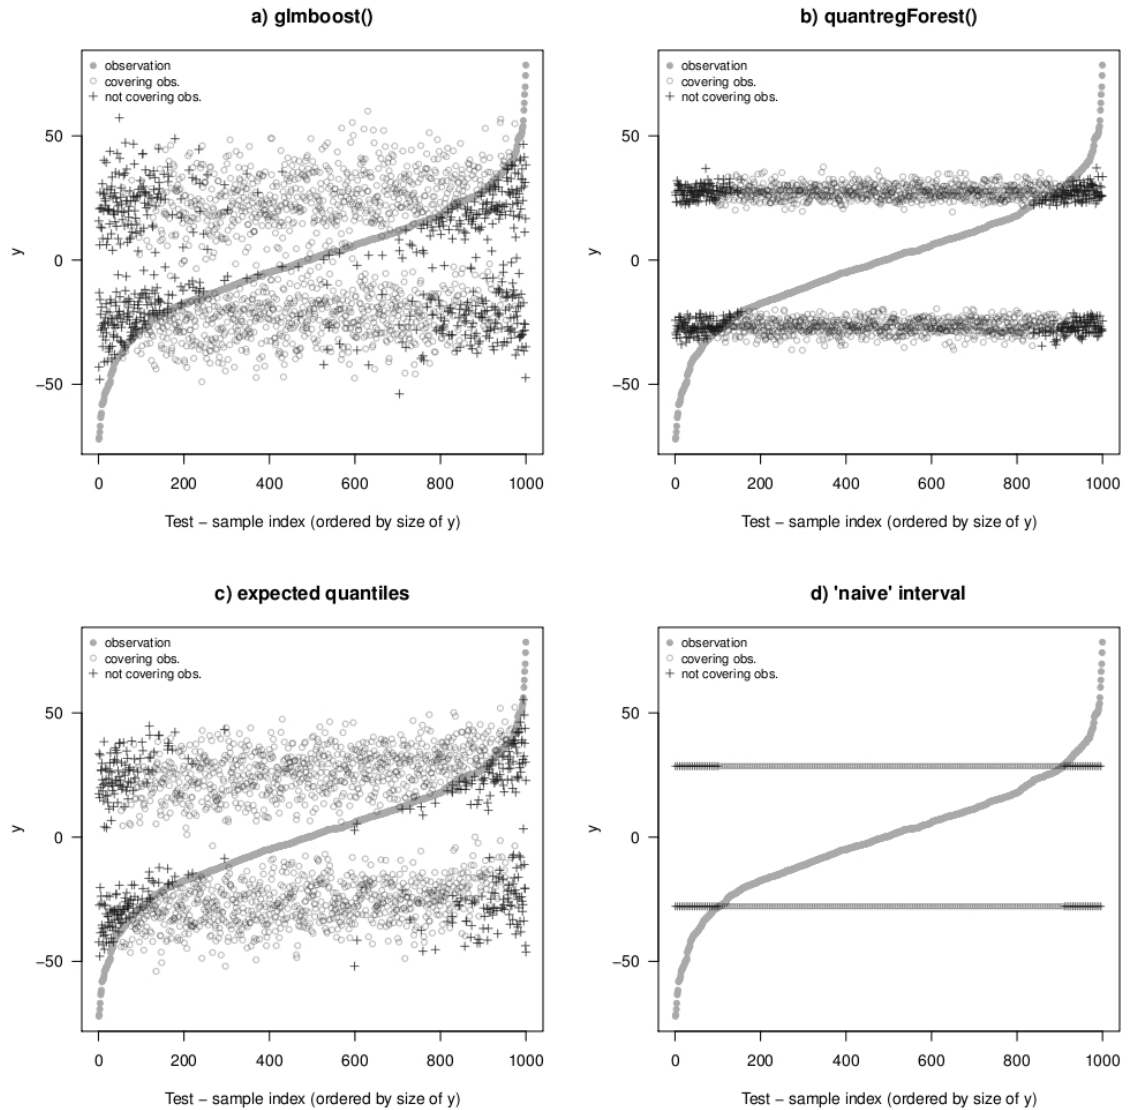 a) glmboost()
observation
covering obs.
not covering obs.
50
0
−50
y
0 200 400 600 800 1000
Test − sample index (ordered by size of y)
b) quantregForest()
observation
covering obs.
not covering obs.
50
0
−50
y
0 200 400 600 800 1000
Test − sample index (ordered by size of y)
c) expected quantiles
observation
covering obs.
not covering obs.
50
0
−50
y
0 200 400 600 800 1000
Test − sample index (ordered by size of y)
d) 'naive' interval
observation
covering obs.
not covering obs.
50
0
−50
y
0 200 400 600 800 1000
Test − sample index (ordered by size of y)